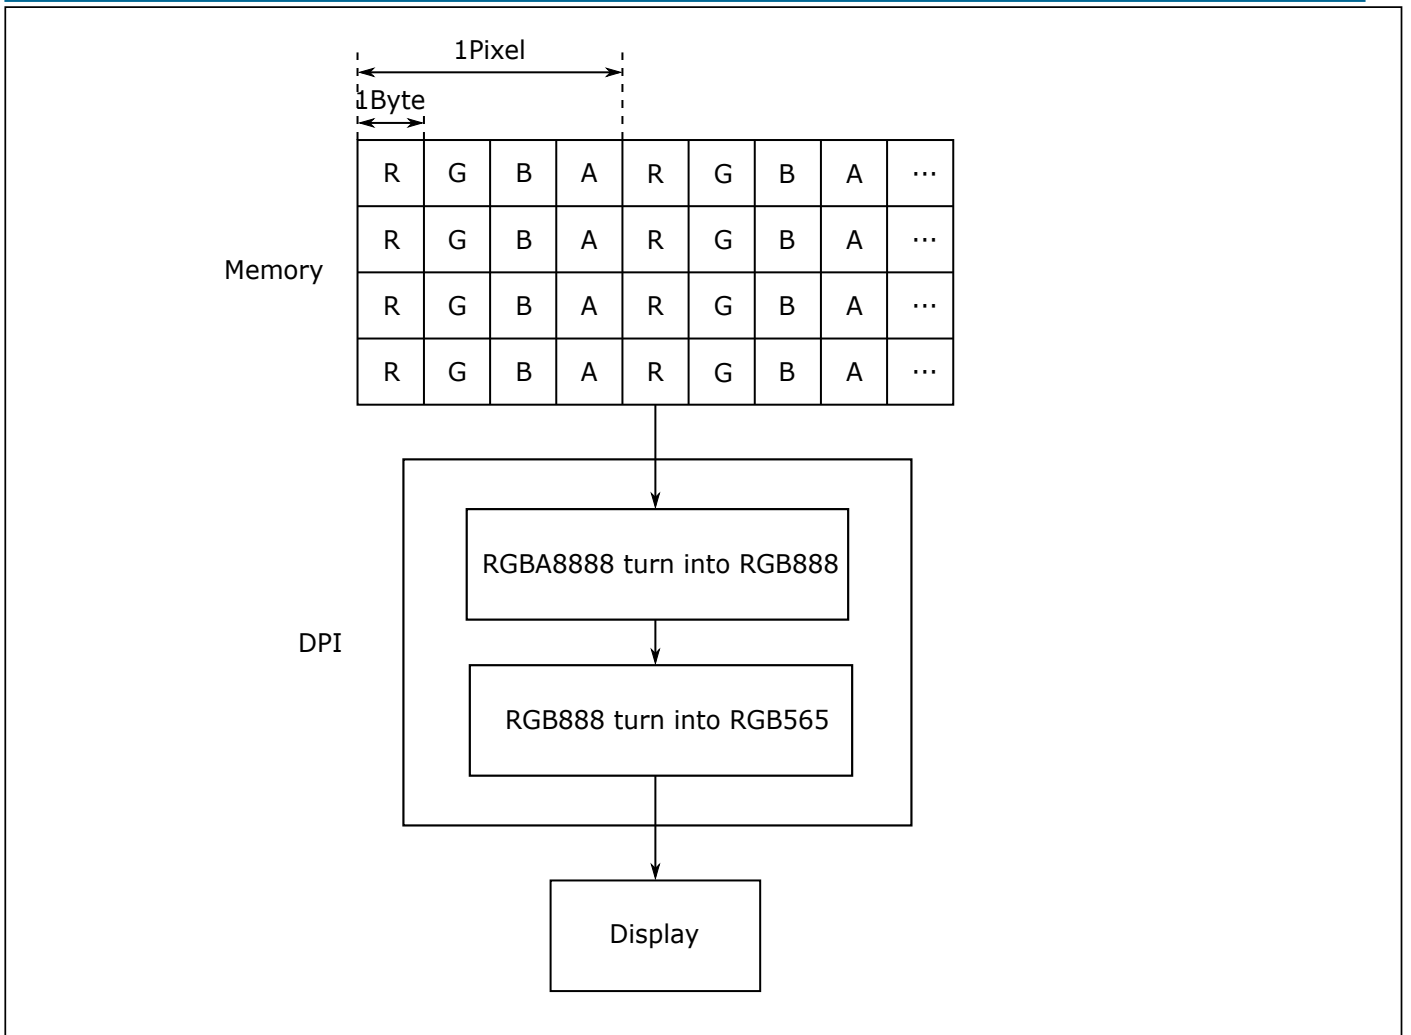 1Pixel
1Byte
R G B A R G B A ...
R G B A R G B A ...
Memory
R G B A R G B A ...
R G B A R G B A ...
RGBA8888 turn into RGB888
DPI
RGB888 turn into RGB565
Display